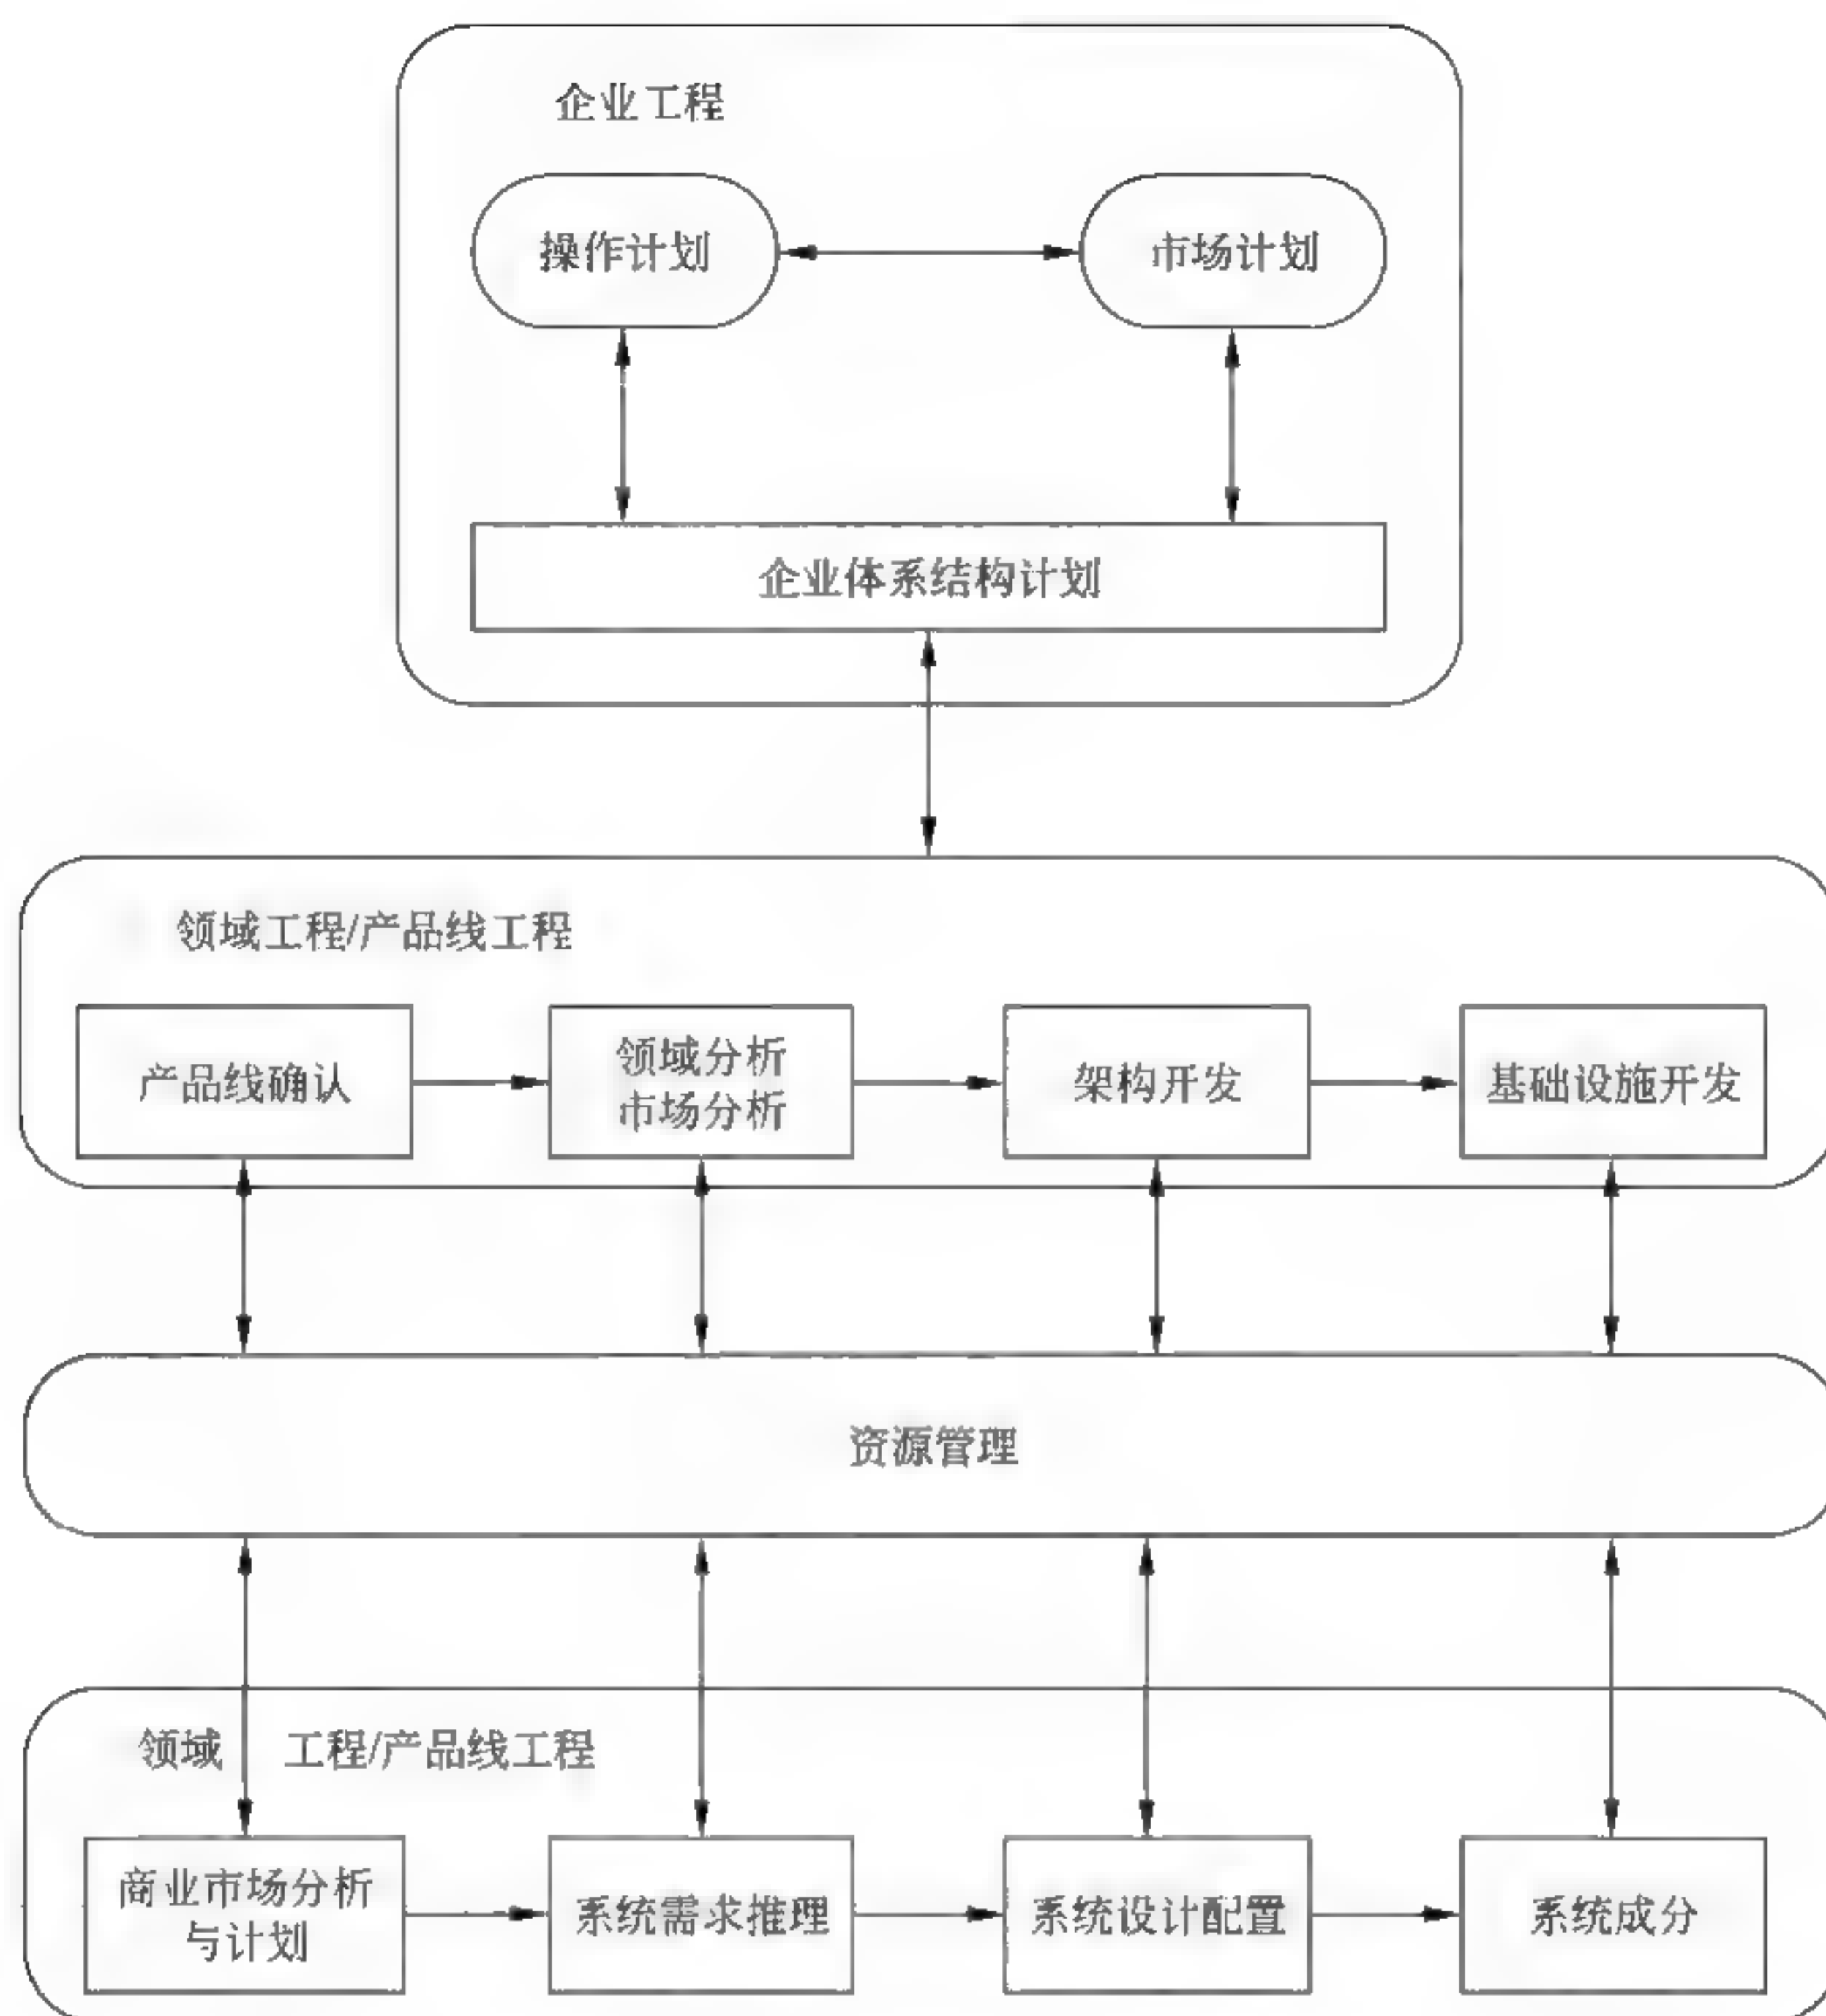 企业工程
操作计划
市场计划
企业体系结构计划
领域工程/产品线工程
产品线确认
领域分析
市场分析
架构开发
基础设施开发
资源管理
领域 工程/产品线工程
商业市场分析
与计划
系统需求推理
系统设计配置
系统成分